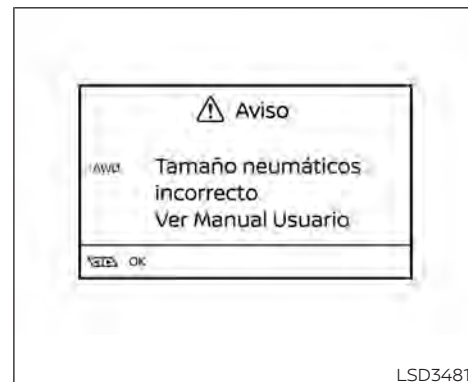 Aviso
AWD Tamaño neumáticos
incorrecto
Ver Manual Usuario
OK
LSD3481